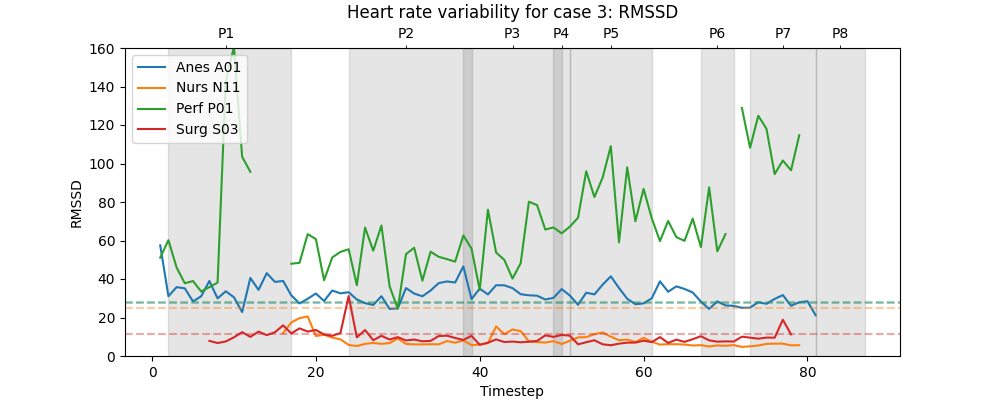 Heart rate variability for case 3: RMSSD
P1 P2 P3 P4 P5 P6 P7 P8
160
140
120
100
80
60
40
20
0
RMSSD
Anes A01
Nurs N11
Perf P01
Surg S03
0 20 40 60 80
Timestep